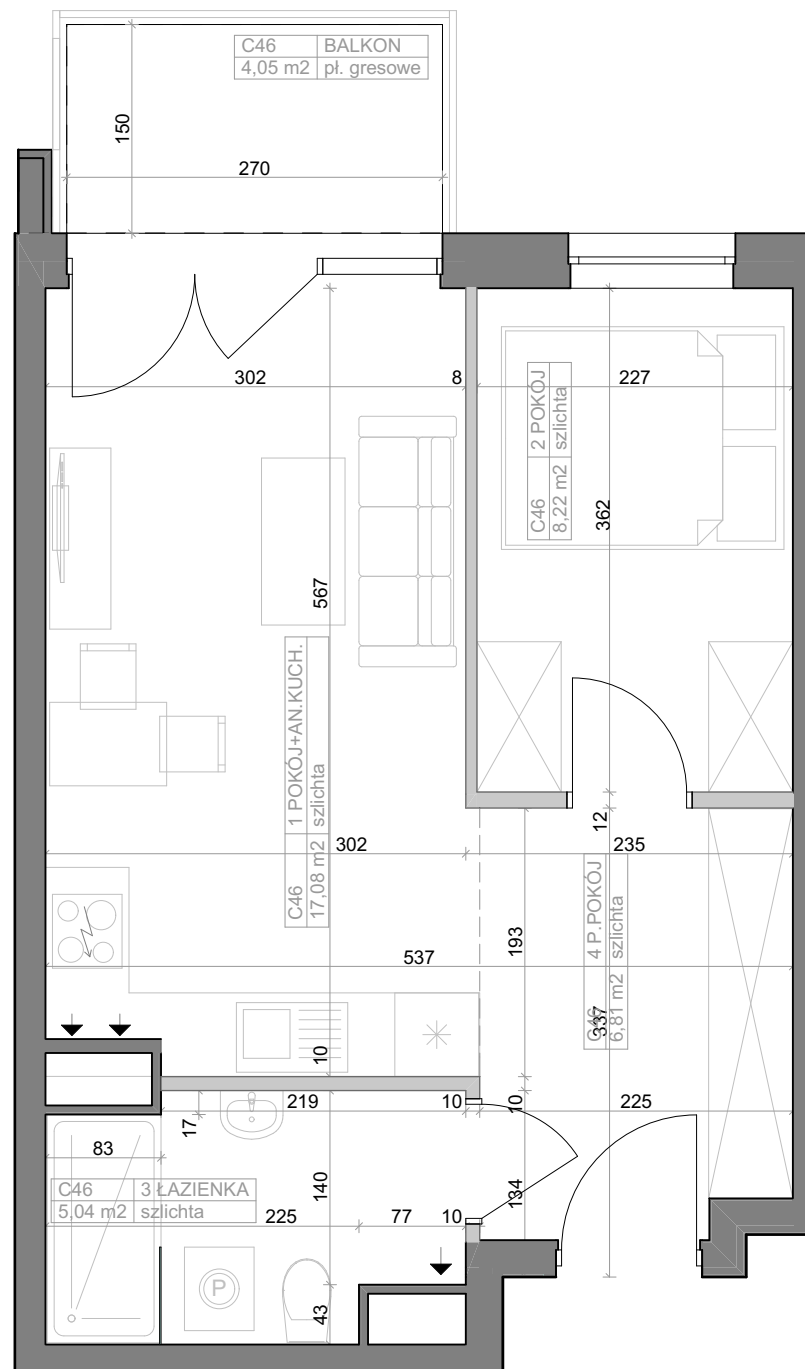 C46 BALKON
4,05 m2 pł. gresowe
150
270
302
8
227
C46 2 POKÓJ
8,22 m2 szlichta
362
567
C46 1 POKÓJ+AN.KUCH.
17,08 m2 szlichta
12
302
235
C46 4 P.POKÓJ
6,81 m2 szlichta
193
537
337
10
219
10
10
225
17
83
140
134
C46 3 ŁAZIENKA
5,04 m2 szlichta
225
77
10
P
43